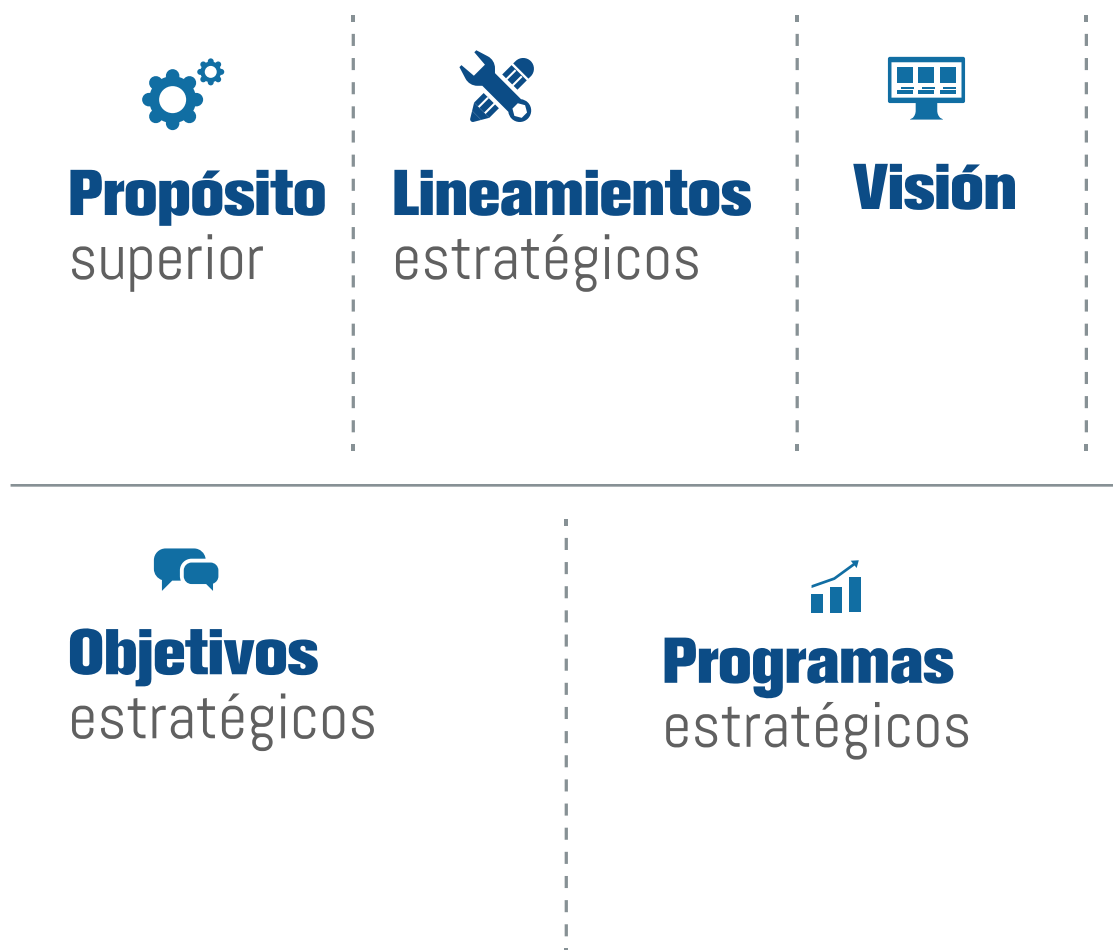 Propósito
superior
Lineamientos
estratégicos
Visión
Objetivos
estratégicos
Programas
estratégicos